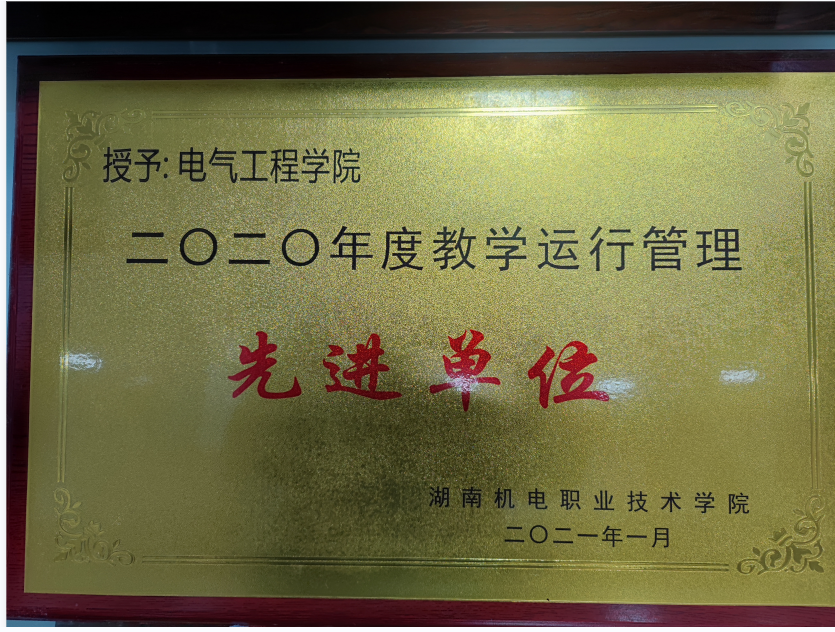 授予:电气工程学院
二〇二〇年度教学运行管理
先进单位
湖南机电职业技术学院
二〇二一年一月